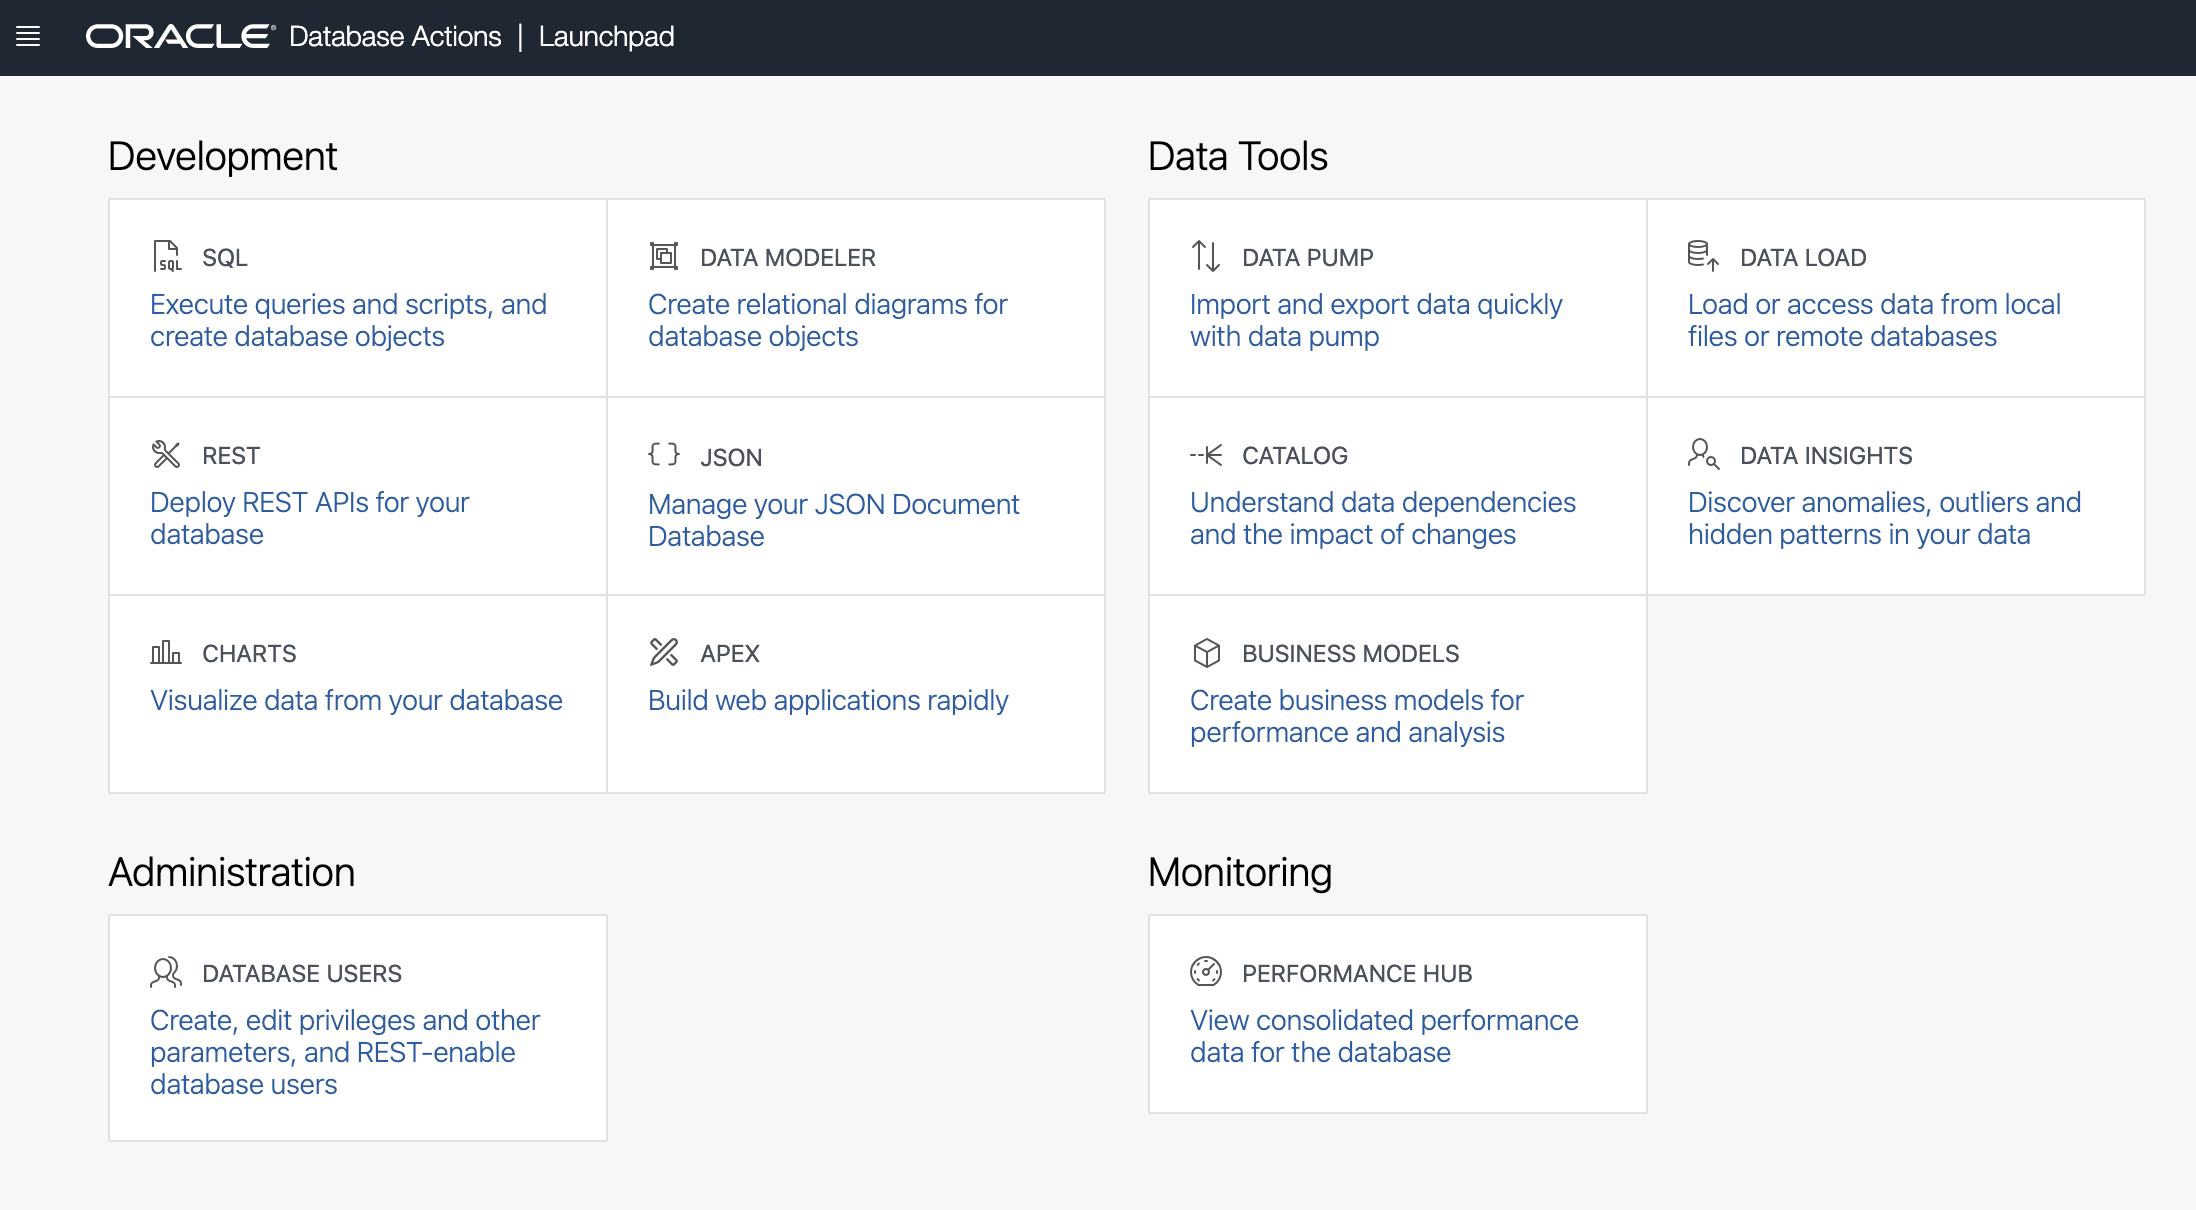 ORACLE® Database Actions | Launchpad
Development
SQL
SQL
Execute queries and scripts, and
create database objects
DATA MODELER
Create relational diagrams for
database objects
REST
Deploy REST APIs for your
database
JSON
Manage your JSON Document
Database
CHARTS
Visualize data from your database
APEX
Build web applications rapidly
Data Tools
DATA PUMP
Import and export data quickly
with data pump
DATA LOAD
Load or access data from local
files or remote databases
CATALOG
Understand data dependencies
and the impact of changes
DATA INSIGHTS
Discover anomalies, outliers and
hidden patterns in your data
BUSINESS MODELS
Create business models for
performance and analysis
Administration
DATABASE USERS
Create, edit privileges and other
parameters, and REST-enable
database users
Monitoring
PERFORMANCE HUB
View consolidated performance
data for the database